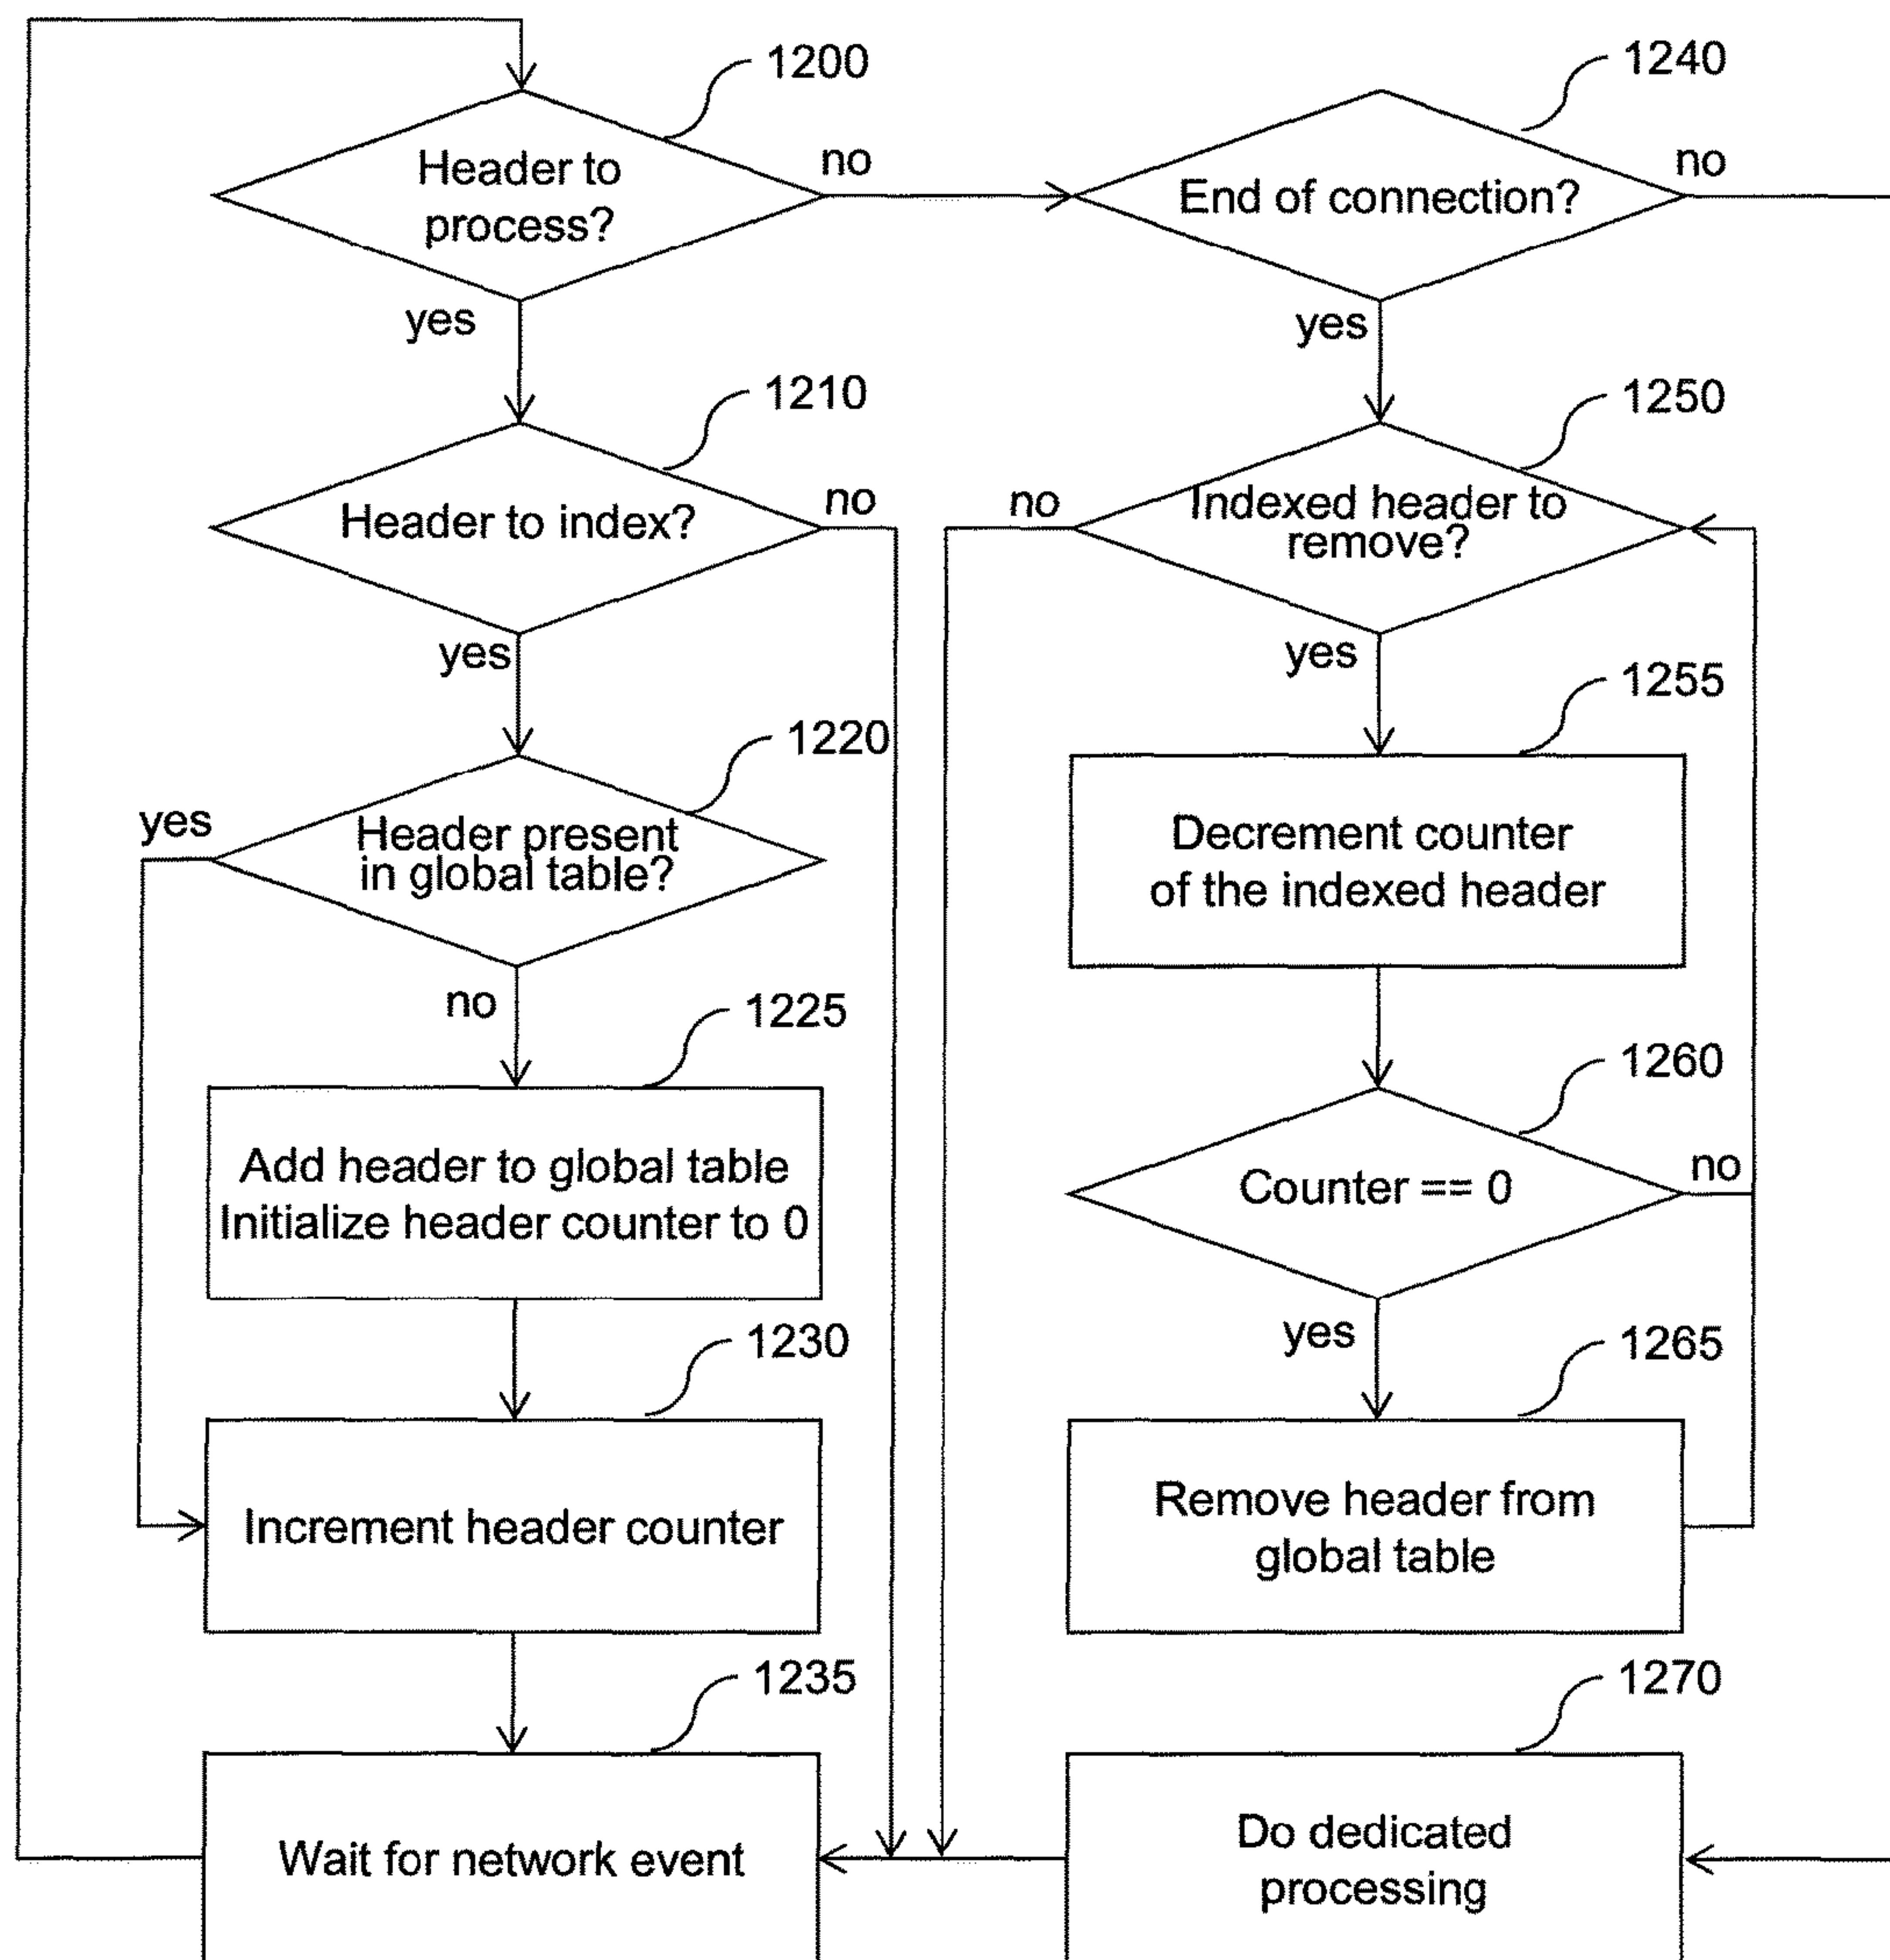 1200
Header to
process?
no
yes
1240
End of connection?
no
yes
1210
Header to index?
no
yes
1250
Indexed header to
remove?
no
yes
1220
Header present
in global table?
yes
no
1255
Decrement counter
of the indexed header
1225
Add header to global table
Initialize header counter to 0
1260
Counter == 0
no
yes
1230
Increment header counter
1265
Remove header from
global table
1235
Wait for network event
1270
Do dedicated
processing